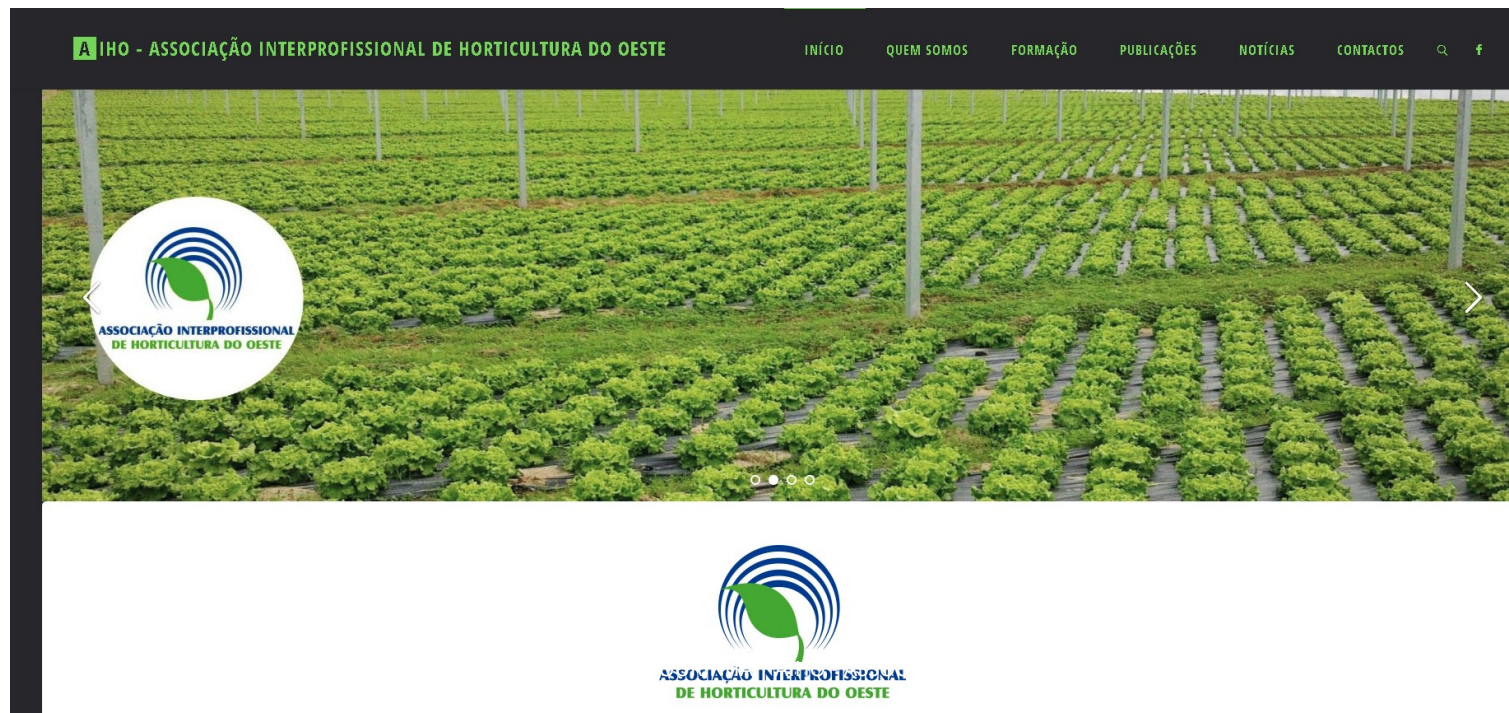 AIHO - ASSOCIAÇÃO INTERPROFISSIONAL DE HORTICULTURA DO OESTE
INÍCIO QUEM SOMOS FORMAÇÃO PUBLICAÇÕES NOTÍCIAS CONTACTOS f
ASSOCIAÇÃO INTERPROFISSIONAL
DE HORTICULTURA DO OESTE
ASSOCIAÇÃO INTERPROFISSIONAL
DE HORTICULTURA DO OESTE